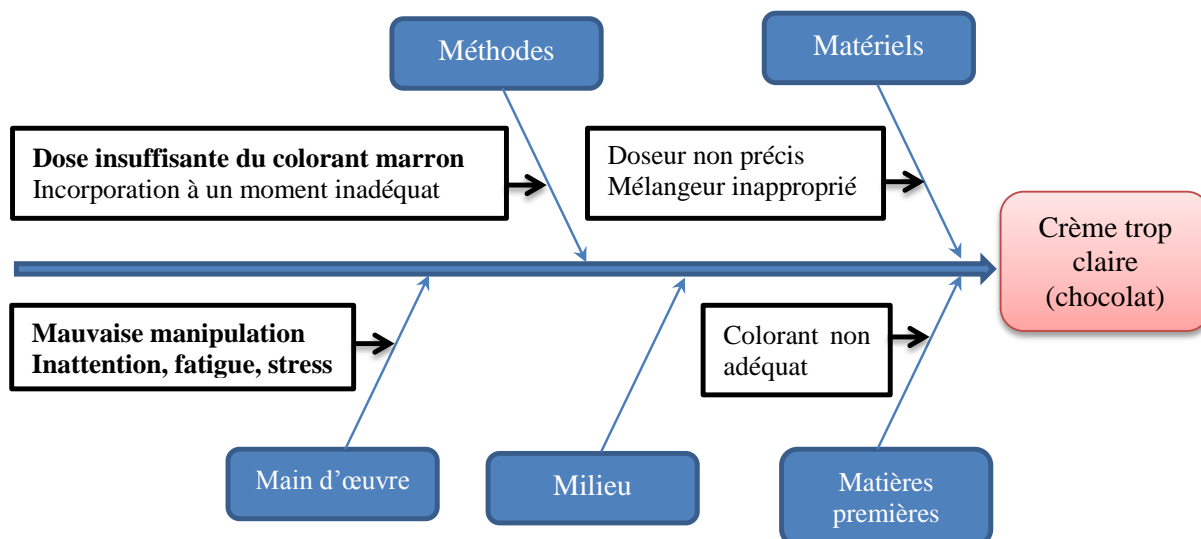 Méthodes
Matériels
Dose insuffisante du colorant marron
Incorporation à un moment inadéquat
Doseur non précis
Mélangeur inapproprié
Crème trop
claire
(chocolat)
Mauvaise manipulation
Inattention, fatigue, stress
Colorant non
adéquat
Main d’œuvre
Milieu
Matières
premières